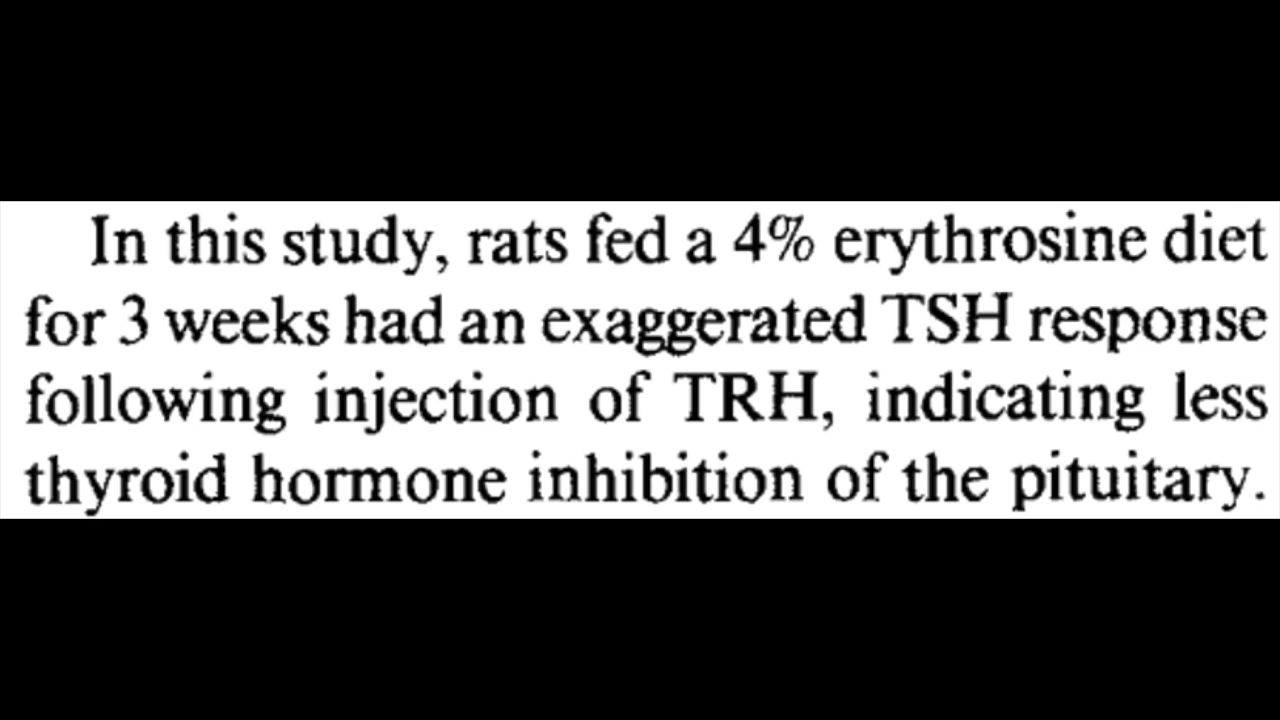 In this study, rats fed a 4% erythrosine diet
for 3 weeks had an exaggerated TSH response
following injection of TRH, indicating less
thyroid hormone inhibition of the pituitary.